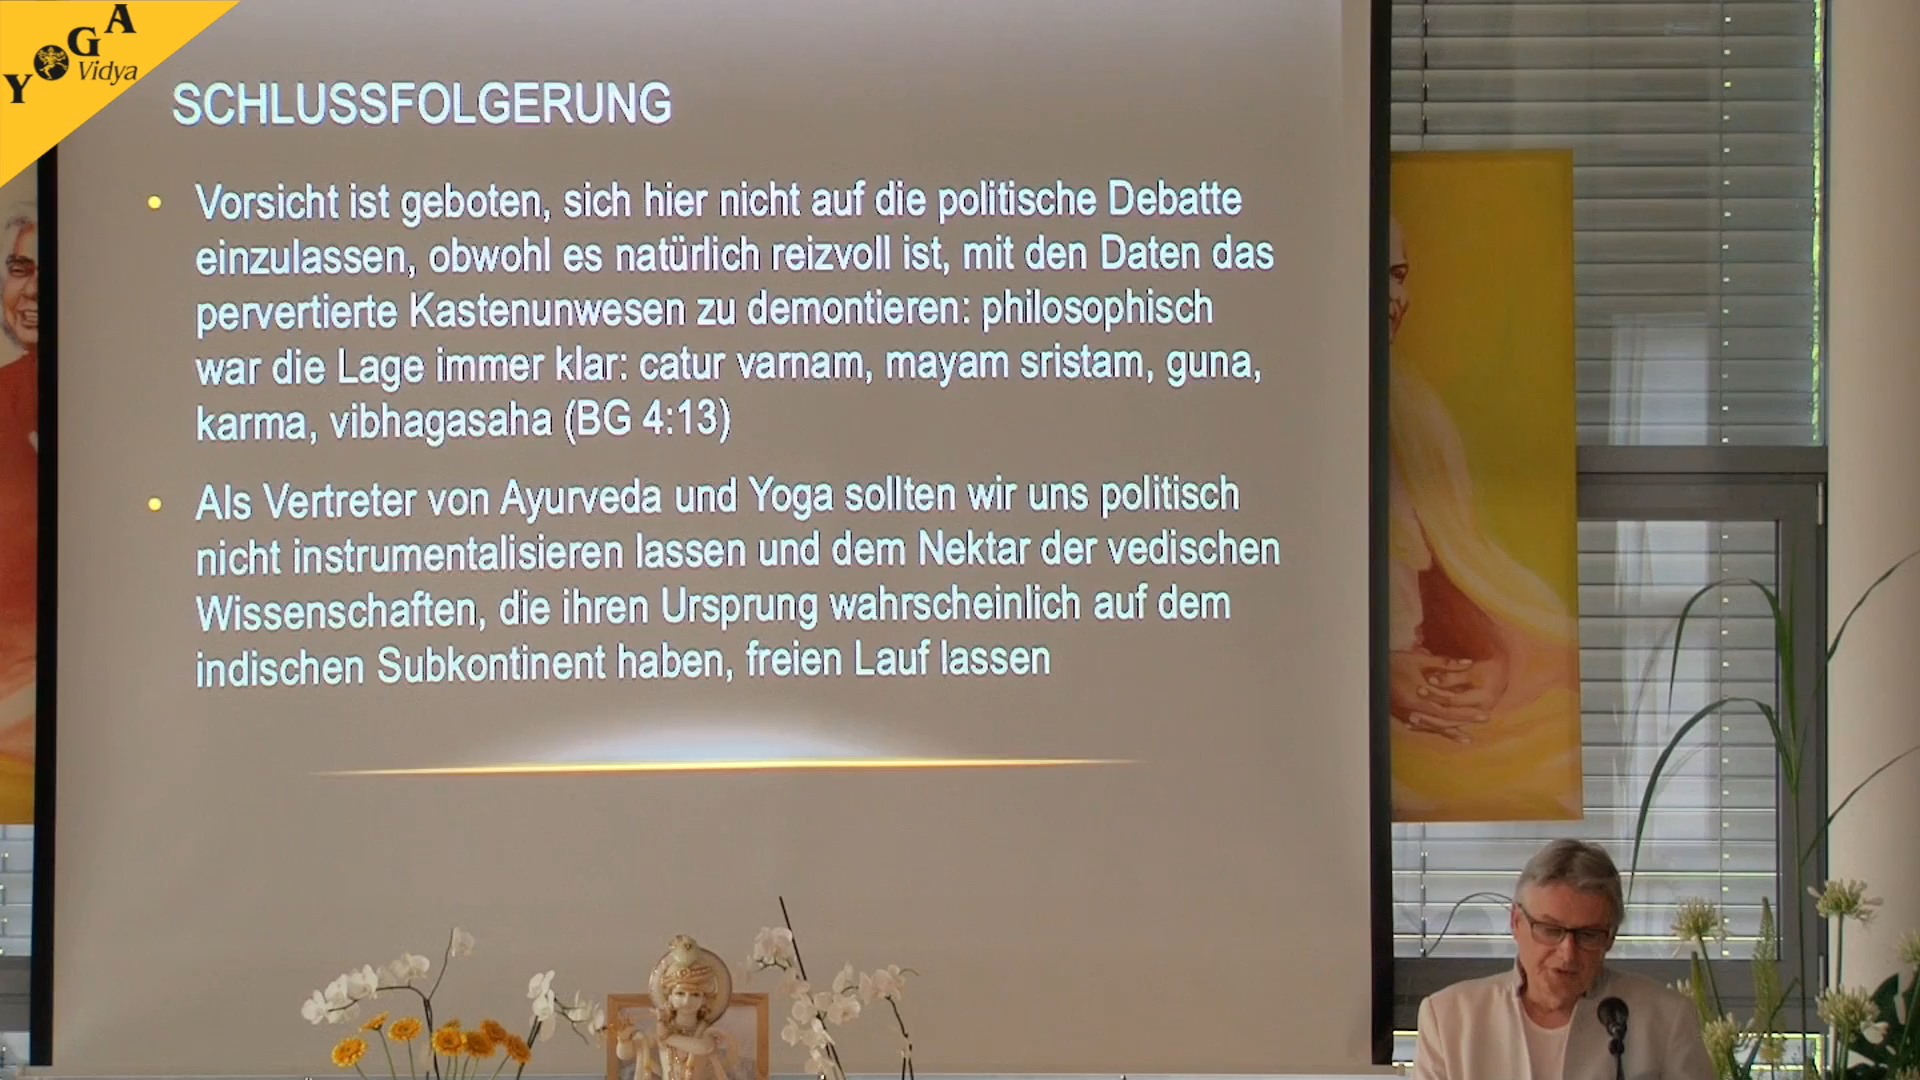 YOGA
Vidya
SCHLUSSFOLGERUNG
• Vorsicht ist geboten, sich hier nicht auf die politische Debatte
einzulassen, obwohl es natürlich reizvoll ist, mit den Daten das
pervertierte Kastenunwesen zu demontieren: philosophisch
war die Lage immer klar: catur varnam, mayam sristam, guna,
karma, vibhagasaha (BG 4:13)
• Als Vertreter von Ayurveda und Yoga sollten wir uns politisch
nicht instrumentalisieren lassen und dem Nektar der vedischen
Wissenschaften, die ihren Ursprung wahrscheinlich auf dem
indischen Subkontinent haben, freien Lauf lassen